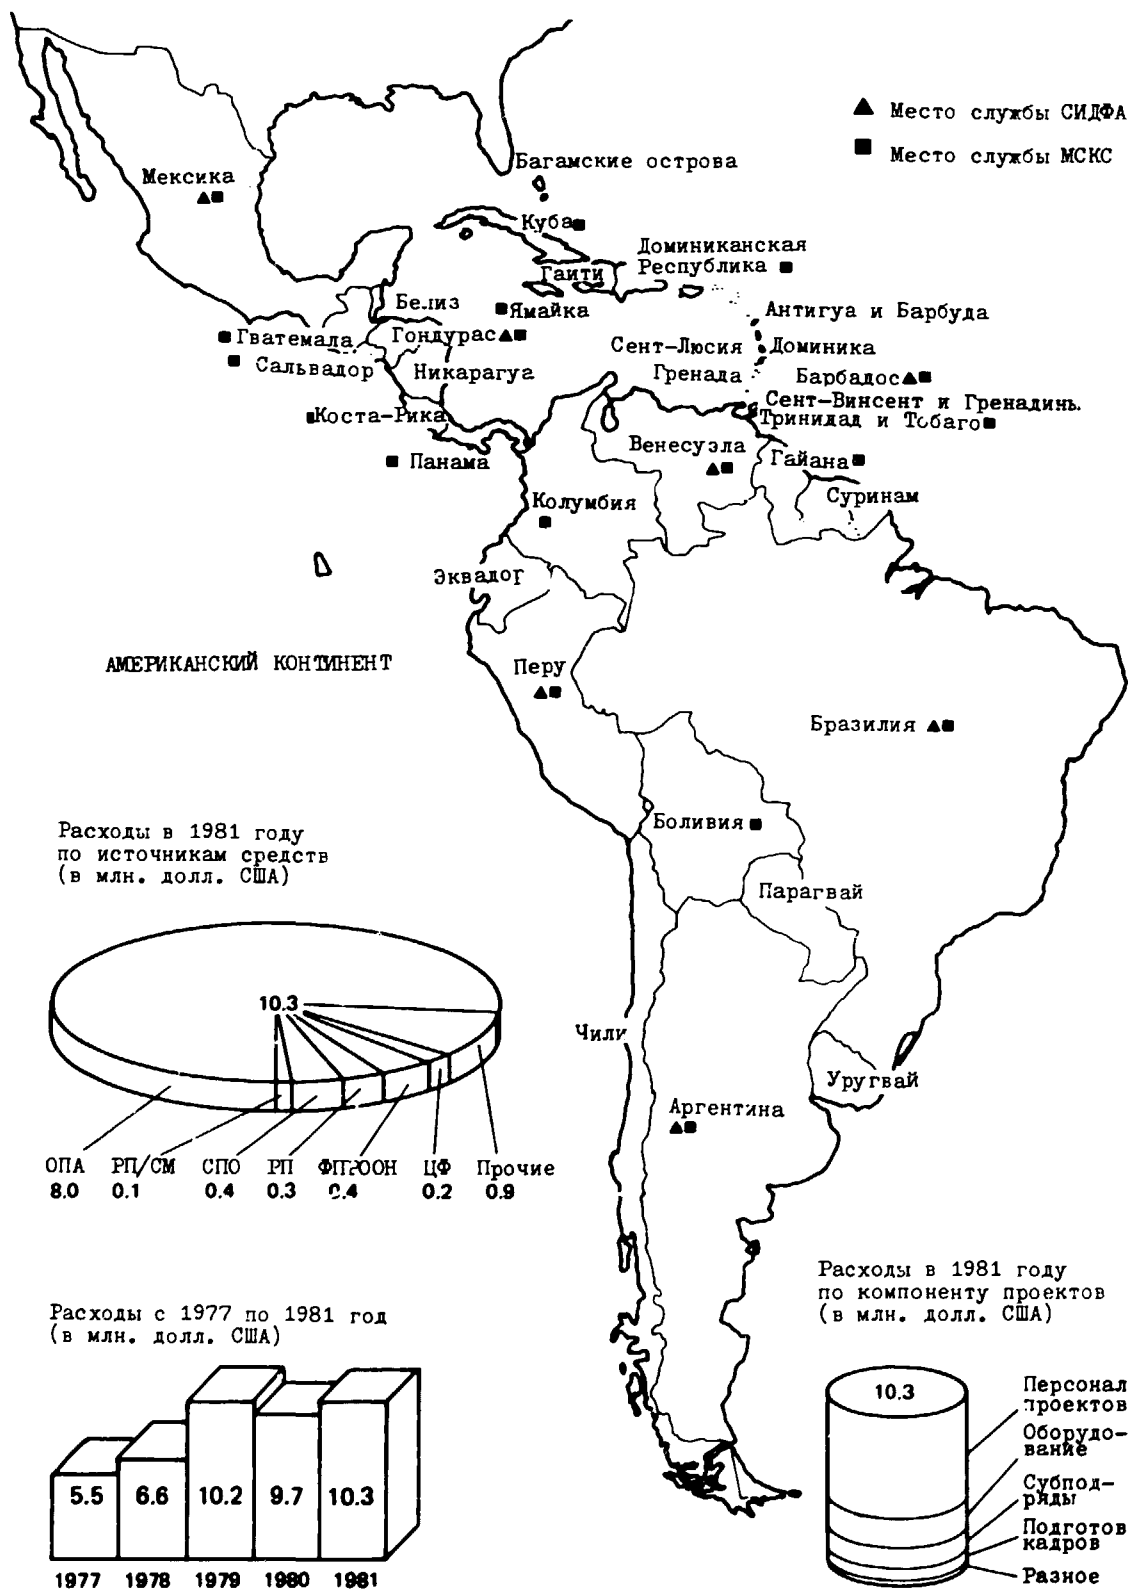 ▲ Место службы СИДФА
■ Место службы МСКС
Багамские острова
Мексика
Куба
Доминиканская
Республика
Гаити
Белиз
Ямайка
Антигуа и Барбуда
Гватемала
Гондурас
Сент-Люсия
Доминика
Сальвадор
Никарагуа
Гренада
Барбадос
Сент-Винсент и Гренадинь.
Коста-Рика
Тринидад и Тобаго
Венесуэла
Панама
Гайана
Колумбия
Суринам
Эквадор
АМЕРИКАНСКИЙ КОНТИНЕНТ
Перу
Бразилия
Боливия
Парагвай
Чили
Уругвай
Аргентина
Расходы в 1981 году
по источникам средств
(в млн. долл. США)
10.3
ОПА РП/СМ СПО РП ЦФ Прочие
8.0 0.1 0.4 0.3 0.4 0.2 0.9
Расходы с 1977 по 1981 год
(в млн. долл. США)
5.5 6.6 10.2 9.7 10.3
1977 1978 1979 1980 1981
Расходы в 1981 году
по компоненту проектов
(в млн. долл. США)
10.3
Персонал
проектов
Оборудо-
вание
Субпод-
ряды
Подготов
кадров
Разное